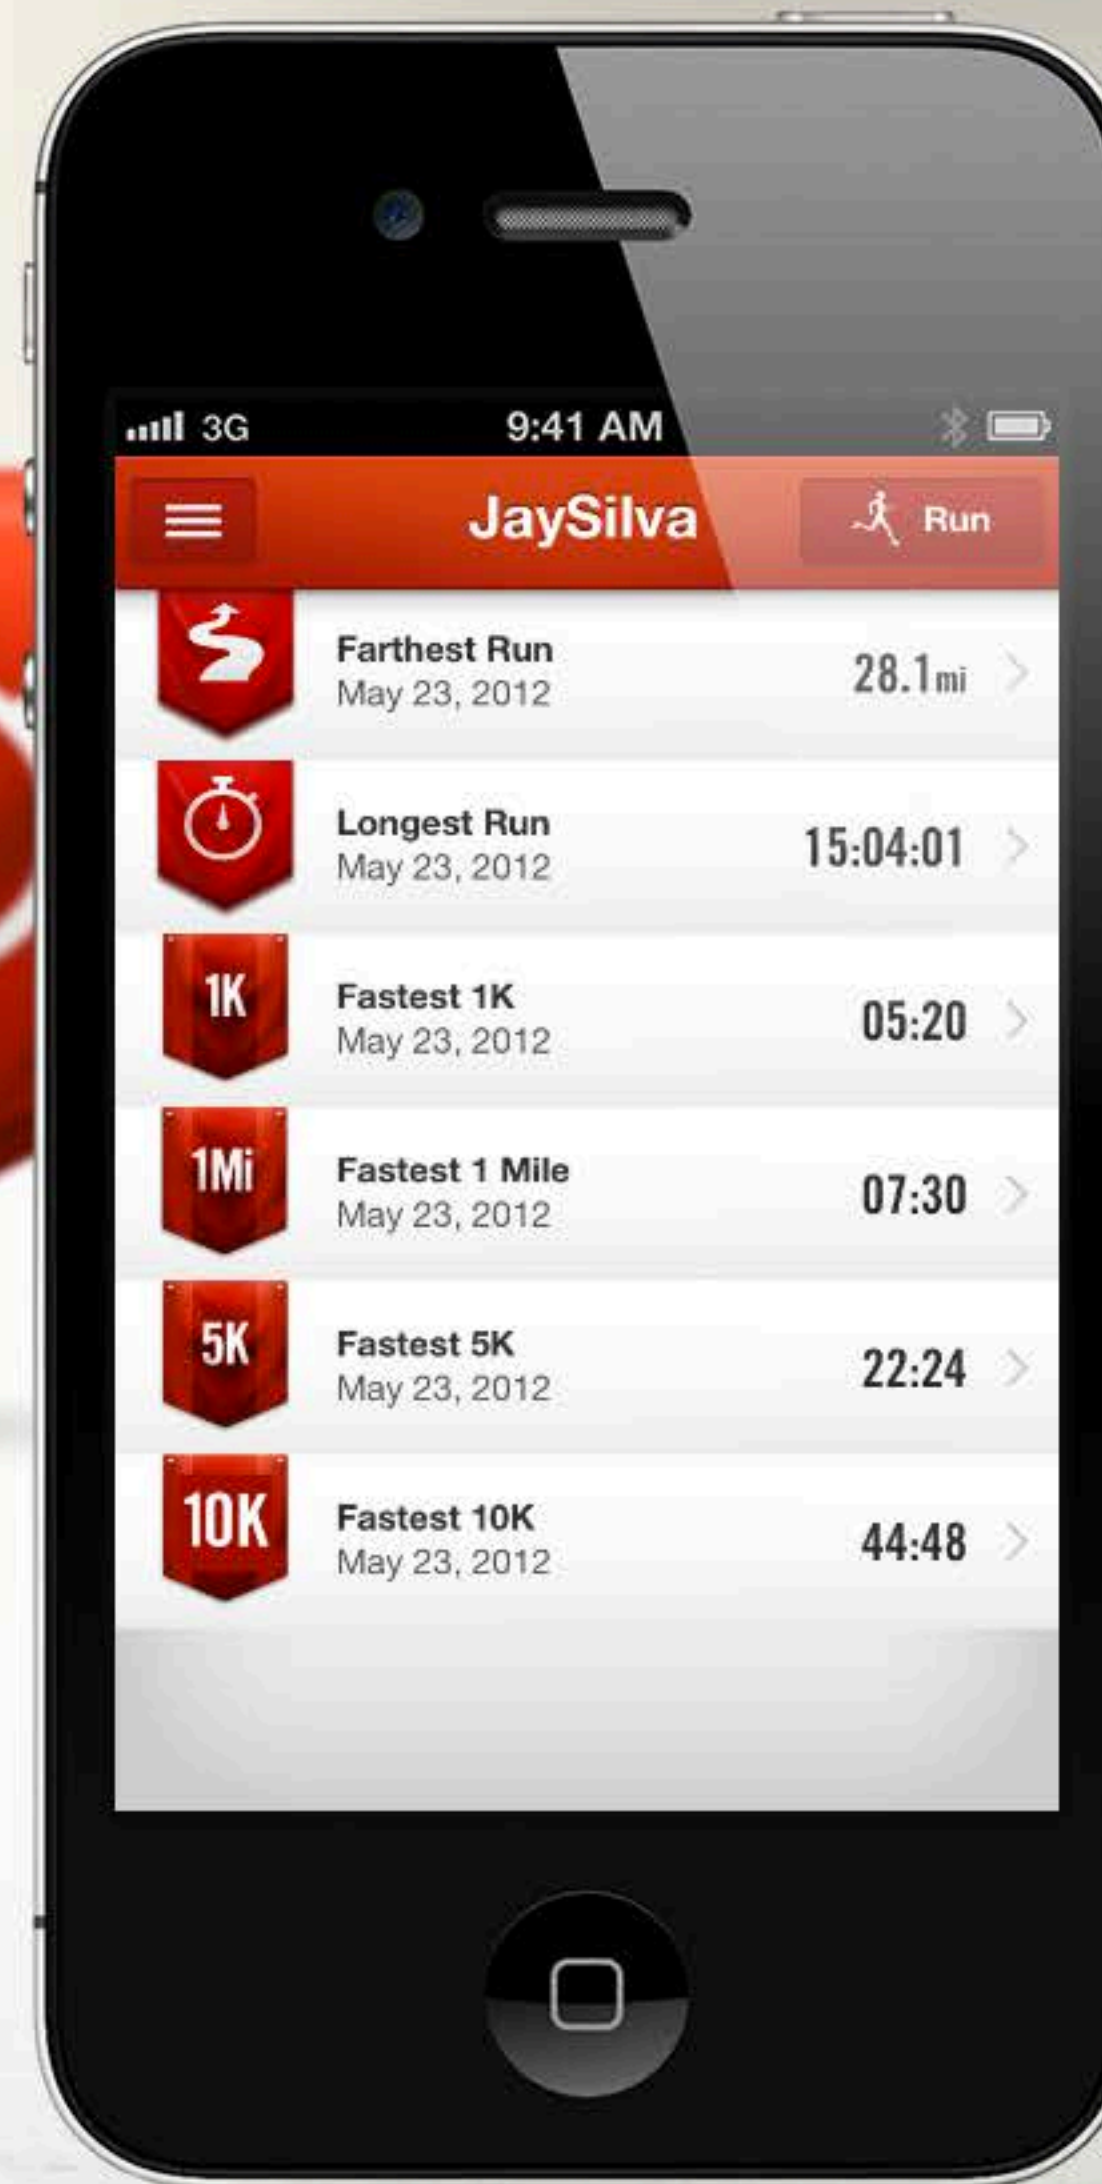 3G 9:41 AM
JaySilva Run
Farthest Run
May 23, 2012
28.1mi
Longest Run
May 23, 2012
15:04:01
1K
Fastest 1K
May 23, 2012
05:20
1Mi
Fastest 1 Mile
May 23, 2012
07:30
5K
Fastest 5K
May 23, 2012
22:24
10K
Fastest 10K
May 23, 2012
44:48